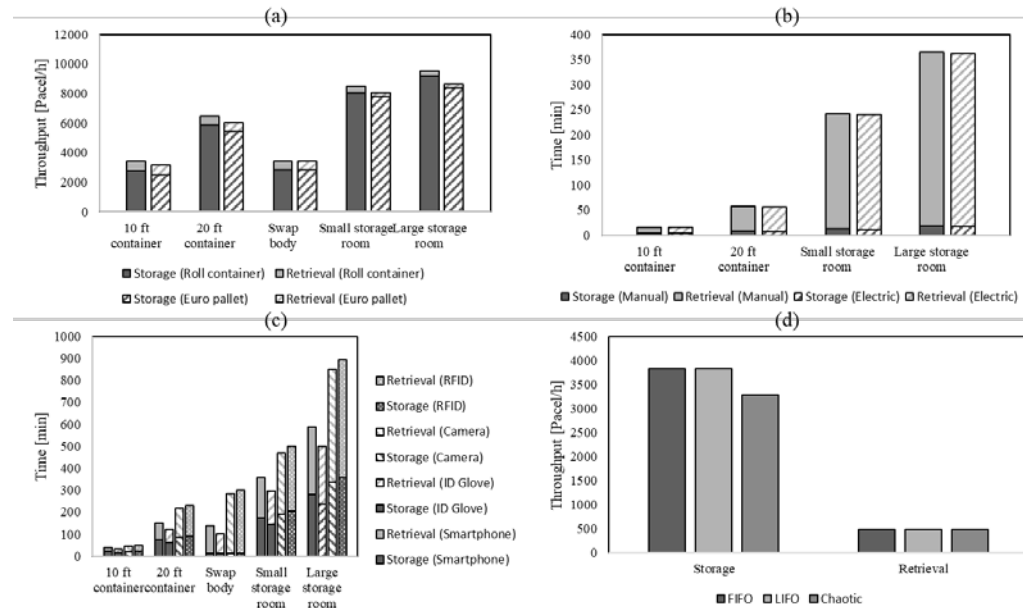 (a)
Throughput [Pacel/h]
12000
10000
8000
6000
4000
2000
0
10 ft container
20 ft container
Swap body
Small storage room
Large storage room
Storage (Roll container)
Retrieval (Roll container)
Storage (Euro pallet)
Retrieval (Euro pallet)
(b)
Time [min]
400
350
300
250
200
150
100
50
0
10 ft container
20 ft container
Small storage room
Large storage room
Storage (Manual)
Retrieval (Manual)
Storage (Electric)
Retrieval (Electric)
(c)
Time [min]
1000
900
800
700
600
500
400
300
200
100
0
10 ft container
20 ft container
Swap body
Small storage room
Large storage room
Retrieval (RFID)
Storage (RFID)
Retrieval (Camera)
Storage (Camera)
Retrieval (ID Glove)
Storage (ID Glove)
Retrieval (Smartphone)
Storage (Smartphone)
(d)
Throughput [Pacel/h]
4500
4000
3500
3000
2500
2000
1500
1000
500
0
Storage
Retrieval
FIFO
LIFO
Chaotic